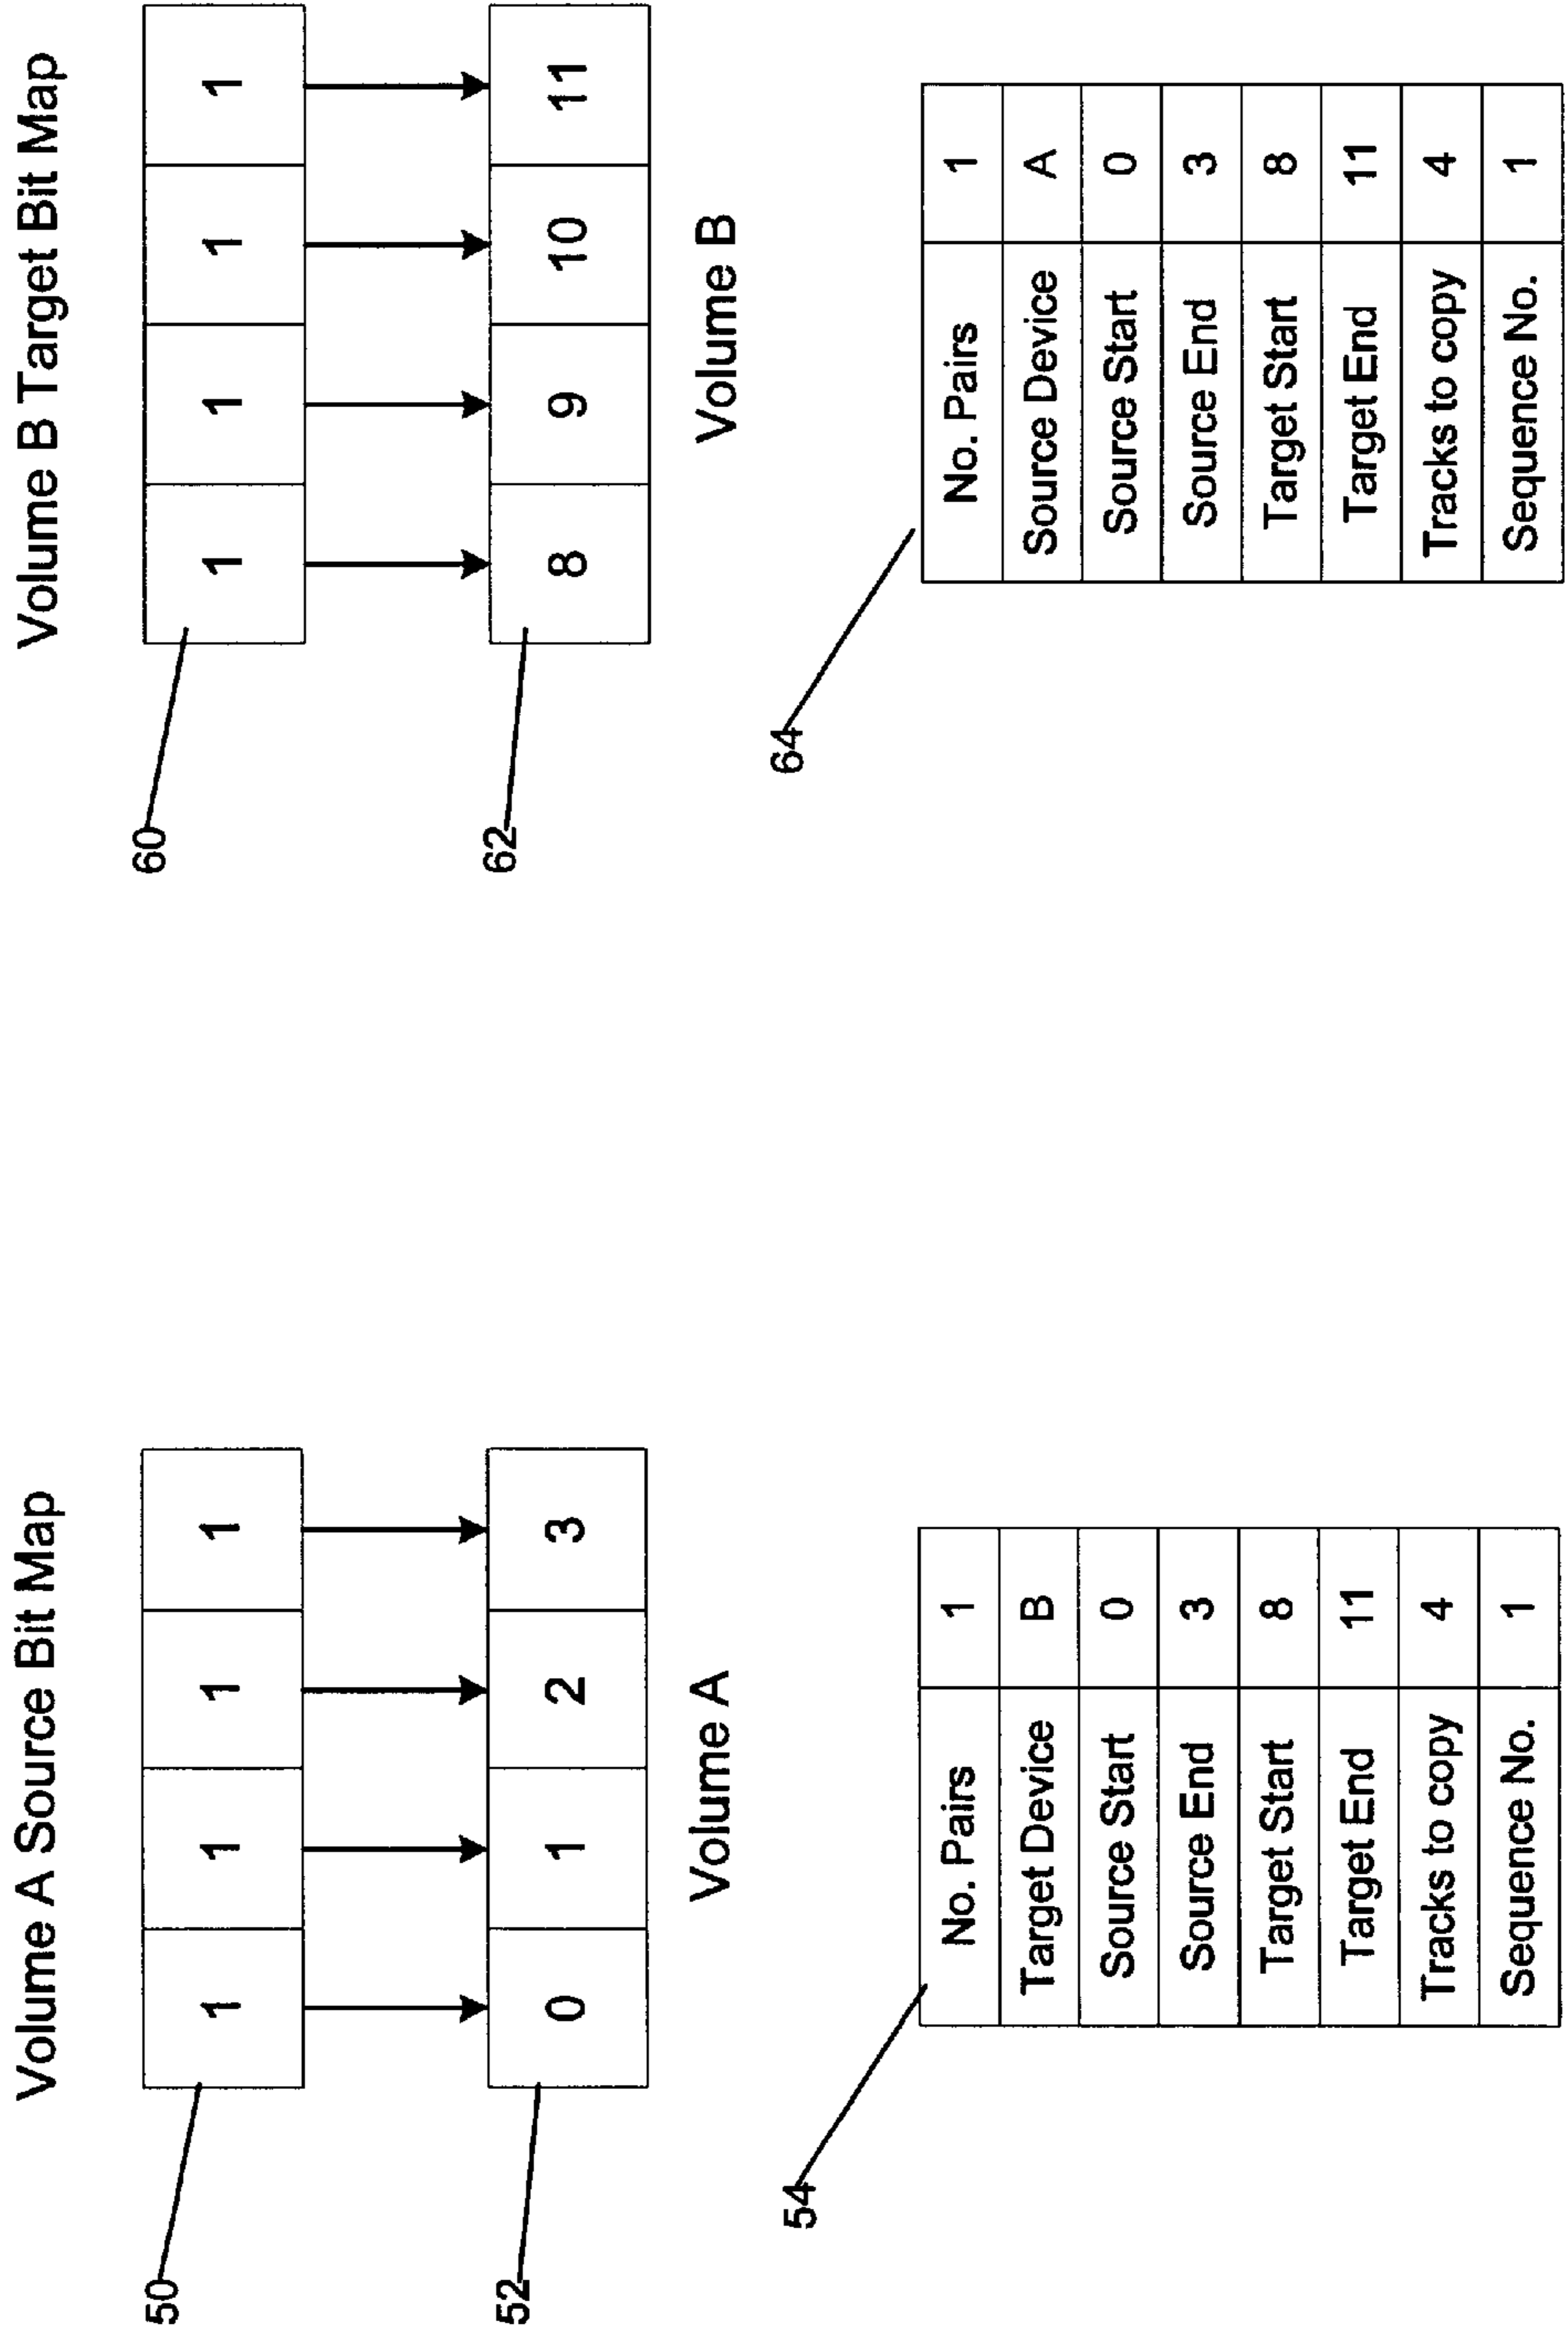 Volume A Source Bit Map
50
1 1 1 1
52
0 1 2 3
Volume A
54
No. Pairs 1
Target Device B
Source Start 0
Source End 3
Target Start 8
Target End 11
Tracks to copy 4
Sequence No. 1
Volume B Target Bit Map
60
1 1 1 1
62
8 9 10 11
Volume B
64
No. Pairs 1
Source Device A
Source Start 0
Source End 3
Target Start 8
Target End 11
Tracks to copy 4
Sequence No. 1